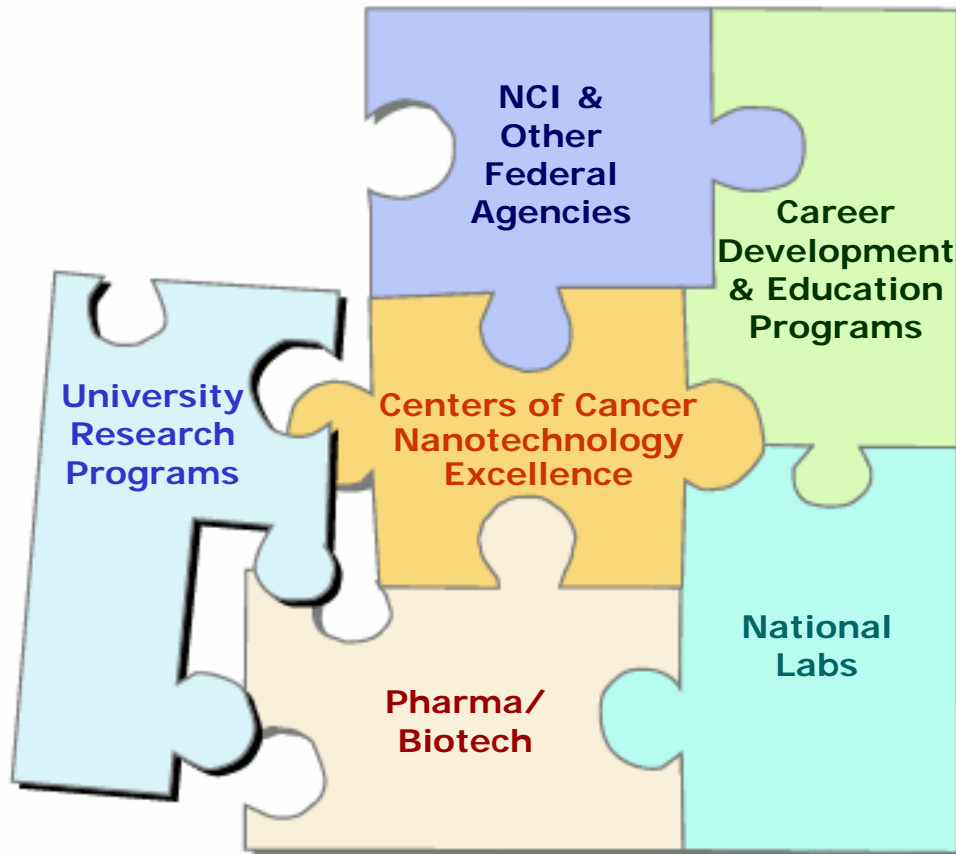 NCI &
Other
Federal
Agencies
Career
Development
& Education
Programs
University
Research
Programs
Centers of Cancer
Nanotechnology
Excellence
National
Labs
Pharma/
Biotech